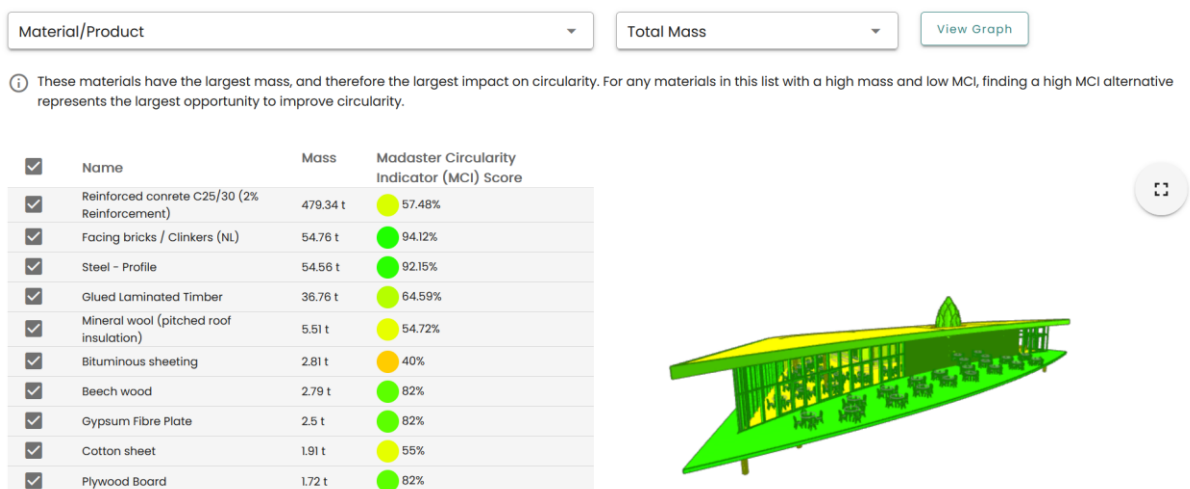 Material/Product
Total Mass
View Graph
These materials have the largest mass, and therefore the largest impact on circularity. For any materials in this list with a high mass and low MCI, finding a high MCI alternative
represents the largest opportunity to improve circularity.
Name
Mass
Madaster Circularity
Indicator (MCI) Score
Reinforced conrete C25/30 (2%
Reinforcement)
479.34 t
57.48%
Facing bricks / Clinkers (NL)
54.76 t
94.12%
Steel - Profile
54.56 t
92.15%
Glued Laminated Timber
36.76 t
64.59%
Mineral wool (pitched roof
insulation)
5.51 t
54.72%
Bituminous sheeting
2.81 t
40%
Beech wood
2.79 t
82%
Gypsum Fibre Plate
2.5 t
82%
Cotton sheet
1.91 t
55%
Plywood Board
1.72 t
82%